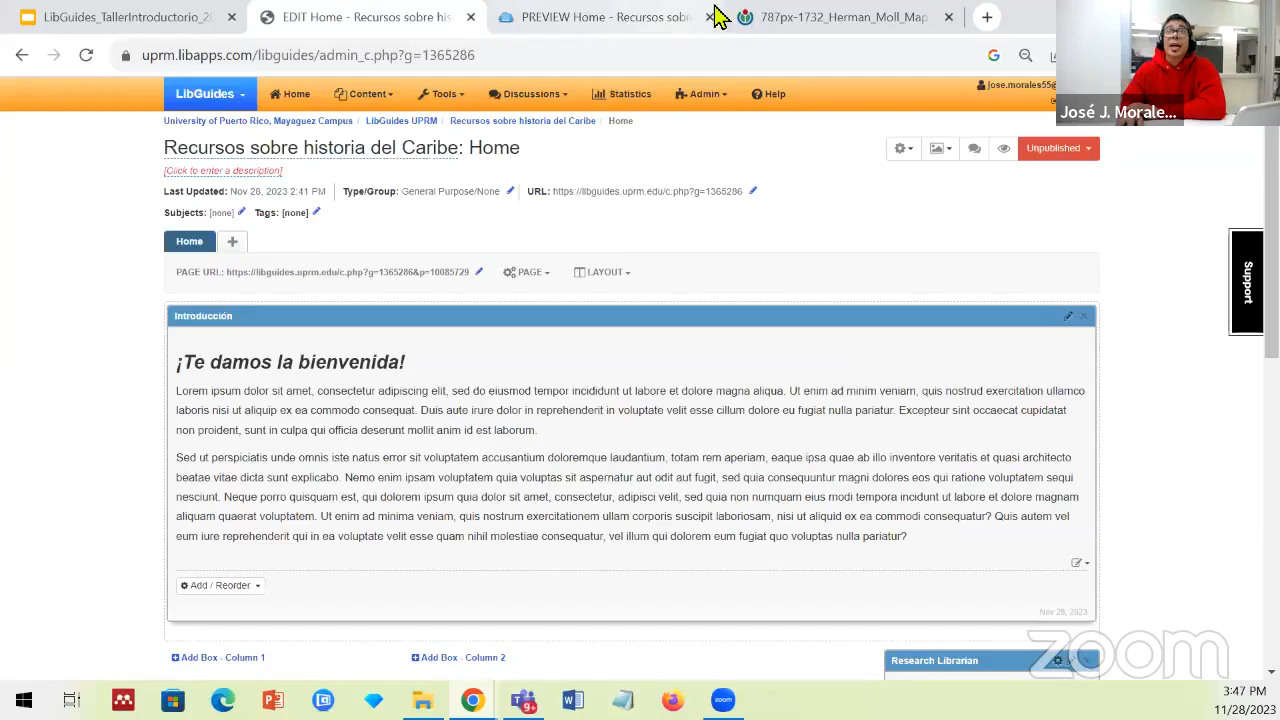 LibGuides_TallerIntroductorio_20
EDIT Home - Recursos sobre his
PREVIEW Home - Recursos sobre
787px-1732_Herman_Moll_Map
uprm.libapps.com/libguides/admin_c.php?g=1365286
LibGuides
Home
Content
Tools
Discussions
Statistics
Admin
Help
jose.morales55@
University of Puerto Rico, Mayaguez Campus / LibGuides UPRM / Recursos sobre historia del Caribe / Home
José J. Morale...
Recursos sobre historia del Caribe: Home
Unpublished
[Click to enter a description]
Last Updated: Nov 28, 2023 2:41 PM Type/Group: General Purpose/None URL: https://libguides.uprm.edu/c.php?g=1365286
Subjects: [none] Tags: [none]
Home
PAGE URL: https://libguides.uprm.edu/c.php?g=1365286&p=10085729 PAGE LAYOUT
Support
Introducción
¡Te damos la bienvenida!
Lorem ipsum dolor sit amet, consectetur adipiscing elit, sed do eiusmod tempor incididunt ut labore et dolore magna aliqua. Ut enim ad minim veniam, quis nostrud exercitation ullamco
laboris nisi ut aliquip ex ea commodo consequat. Duis aute irure dolor in reprehenderit in voluptate velit esse cillum dolore eu fugiat nulla pariatur. Excepteur sint occaecat cupidatat
non proident, sunt in culpa qui officia deserunt mollit anim id est laborum.
Sed ut perspiciatis unde omnis iste natus error sit voluptatem accusantium doloremque laudantium, totam rem aperiam, eaque ipsa quae ab illo inventore veritatis et quasi architecto
beatae vitae dicta sunt explicabo. Nemo enim ipsam voluptatem quia voluptas sit aspernatur aut odit aut fugit, sed quia consequuntur magni dolores eos qui ratione voluptatem sequi
nesciunt. Neque porro quisquam est, qui dolorem ipsum quia dolor sit amet, consectetur, adipisci velit, sed quia non numquam eius modi tempora incidunt ut labore et dolore magnam
aliquam quaerat voluptatem. Ut enim ad minima veniam, quis nostrum exercitationem ullam corporis suscipit laboriosam, nisi ut aliquid ex ea commodi consequatur? Quis autem vel
eum iure reprehenderit qui in ea voluptate velit esse quam nihil molestiae consequatur, vel illum qui dolorem eum fugiat quo voluptas nulla pariatur?
Add / Reorder
Nov 28, 2023
Add Box - Column 1
Add Box - Column 2
Research Librarian
zoom
9+
zoom
3:47 PM
11/28/2023